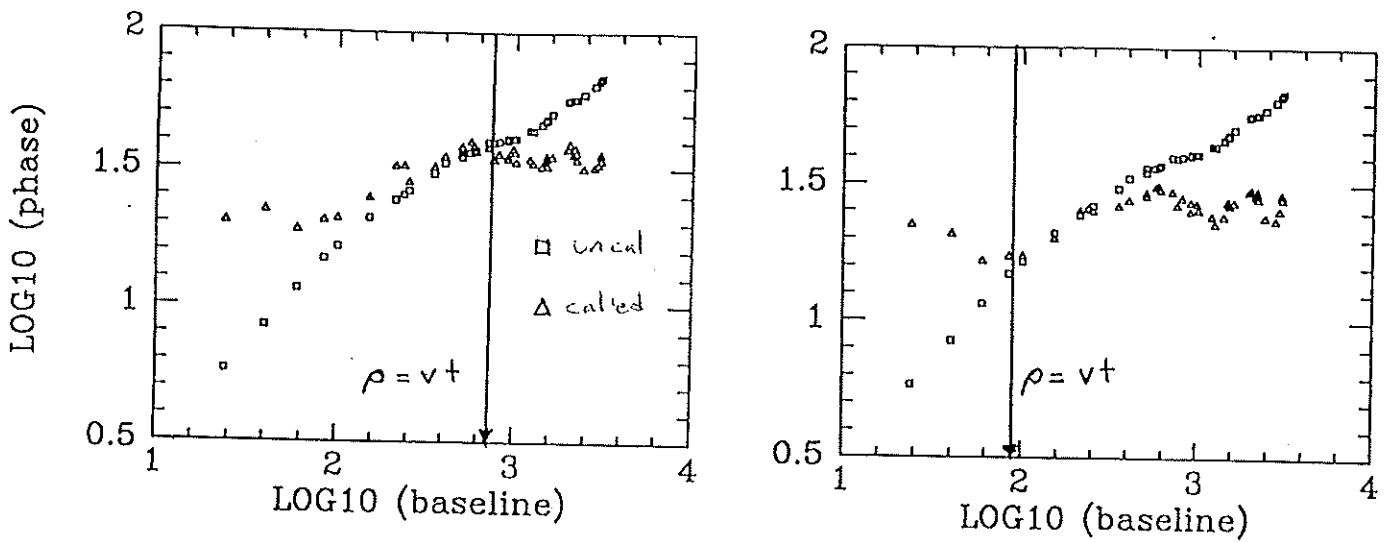 2
1.5
1
0.5
1
2
3
4
LOG10 (phase)
LOG10 (baseline)
□ uncal
△ cal'ed
ρ = vt
2
1.5
1
0.5
1
2
3
4
LOG10 (baseline)
ρ = vt